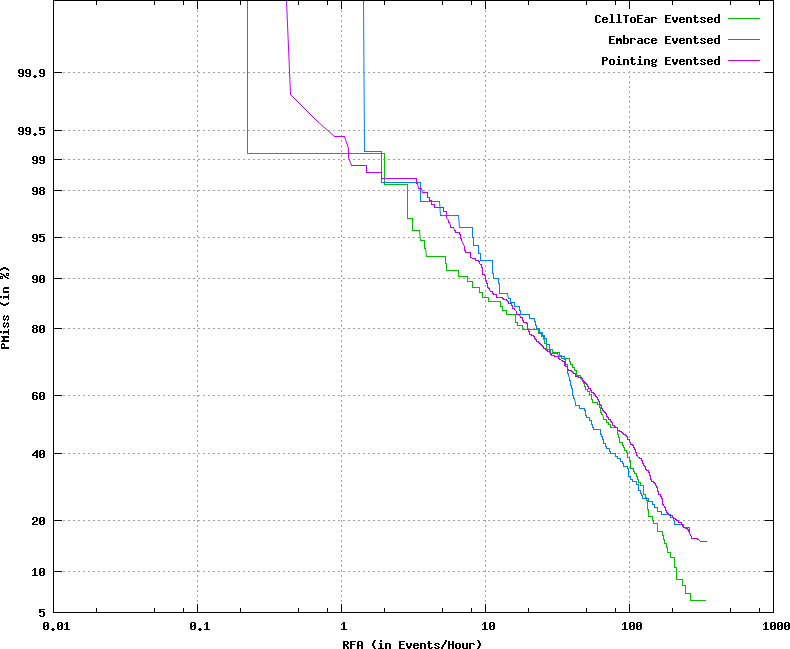 CellToEar Eventsed
Embrace Eventsed
Pointing Eventsed
99.9
99.5
99
98
95
90
80
60
40
20
10
5
PMiss (in %)
0.01 0.1 1 10 100 1000
RFA (in Events/Hour)